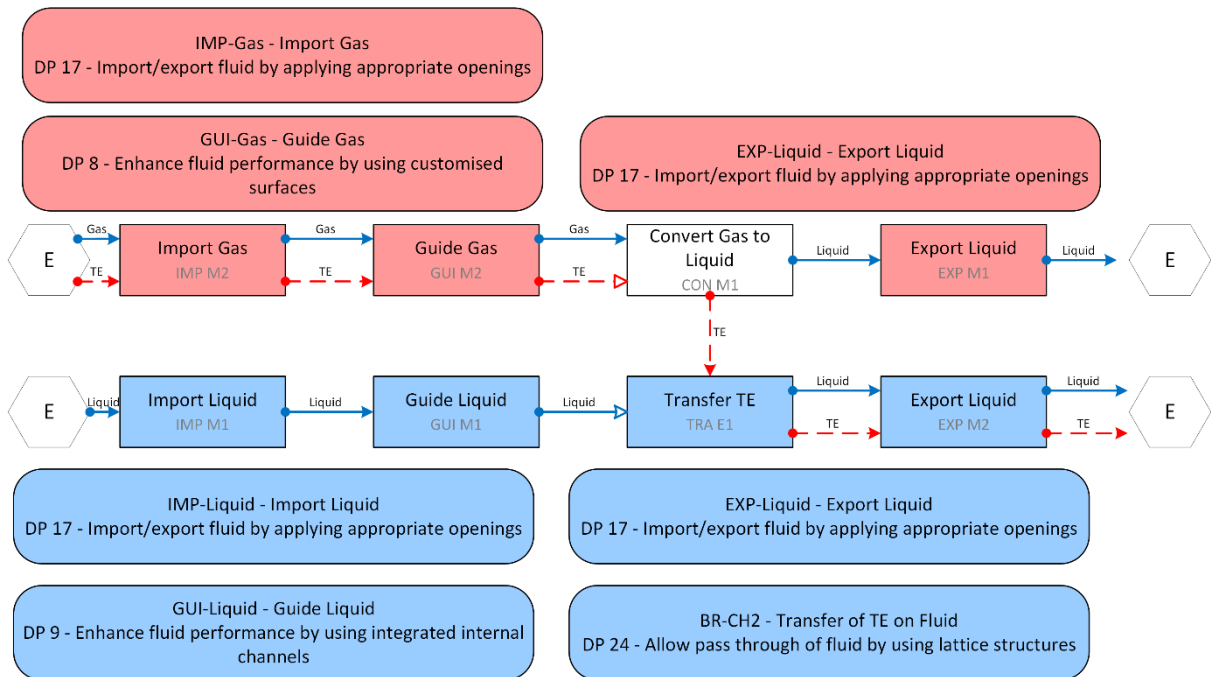 IMP-Gas - Import Gas
DP 17 - Import/export fluid by applying appropriate openings
GUI-Gas - Guide Gas
DP 8 - Enhance fluid performance by using customised
surfaces
EXP-Liquid - Export Liquid
DP 17 - Import/export fluid by applying appropriate openings
E
Gas
TE
Import Gas
IMP M2
Gas
TE
Guide Gas
GUI M2
Gas
TE
Convert Gas to
Liquid
CON M1
Liquid
Export Liquid
EXP M1
Liquid
E
TE
E
Liquid
Import Liquid
IMP M1
Liquid
Guide Liquid
GUI M1
Liquid
Transfer TE
TRA E1
Liquid
TE
Export Liquid
EXP M2
Liquid
TE
E
IMP-Liquid - Import Liquid
DP 17 - Import/export fluid by applying appropriate openings
EXP-Liquid - Export Liquid
DP 17 - Import/export fluid by applying appropriate openings
GUI-Liquid - Guide Liquid
DP 9 - Enhance fluid performance by using integrated internal
channels
BR-CH2 - Transfer of TE on Fluid
DP 24 - Allow pass through of fluid by using lattice structures